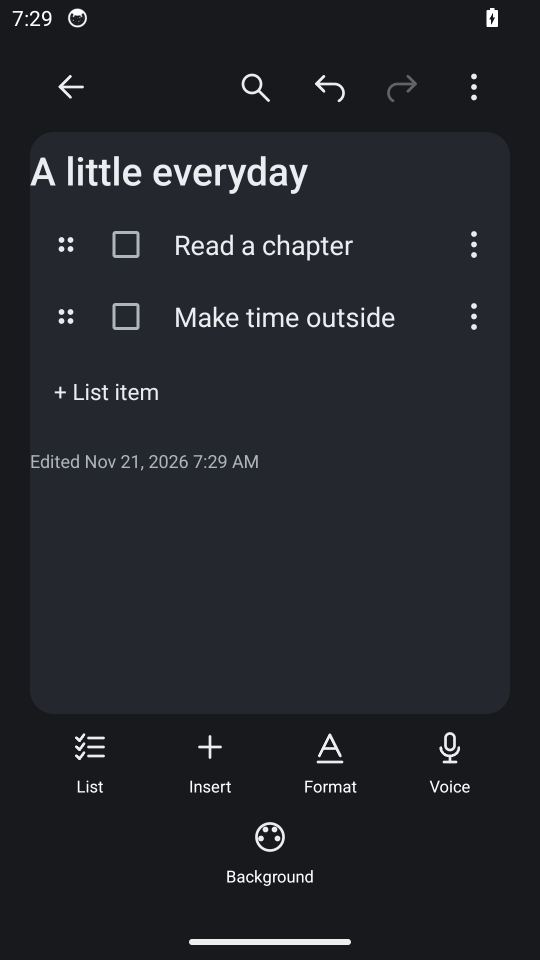 7:29
A little everyday
Read a chapter
Make time outside
+ List item
Edited Nov 21, 2026 7:29 AM
List
Insert
Format
Voice
Background